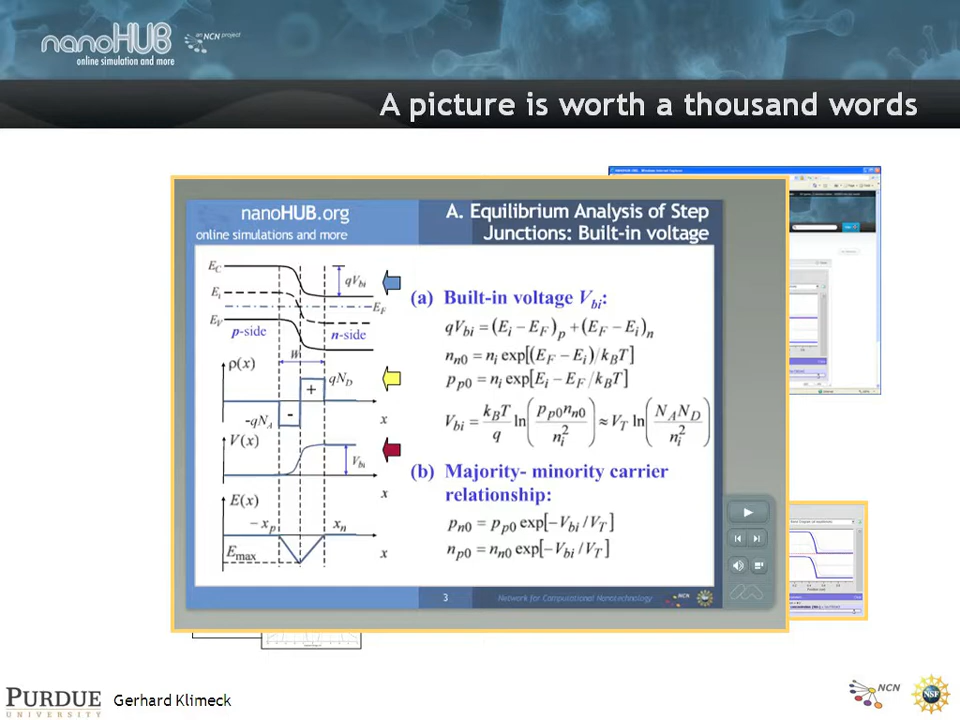 nanoHUB
an NCN project
online simulation and more
A picture is worth a thousand words
nanoHUB.org
online simulations and more
A. Equilibrium Analysis of Step
Junctions: Built-in voltage
E_C
qV_bi
E_i
E_F
E_V
p-side
n-side
W
ρ(x)
qN_D
+
-
-qN_A
x
V(x)
V_bi
x
E(x)
-x_p
x_n
E_max
x
(a) Built-in voltage V_bi:
qV_bi = (E_i − E_F)_p + (E_F − E_i)_n
n_n0 = n_i exp[(E_F − E_i)/k_BT]
p_p0 = n_i exp[E_i − E_F/k_BT]
V_bi = k_BT/q ln(p_p0 n_n0/n_i^2) ≈ V_T ln(N_A N_D/n_i^2)
(b) Majority- minority carrier
relationship:
p_n0 = p_p0 exp[−V_bi/V_T]
n_p0 = n_n0 exp[−V_bi/V_T]
3
Network for Computational Nanotechnology
NCN
PURDUE
UNIVERSITY
Gerhard Klimeck
NCN
NSF